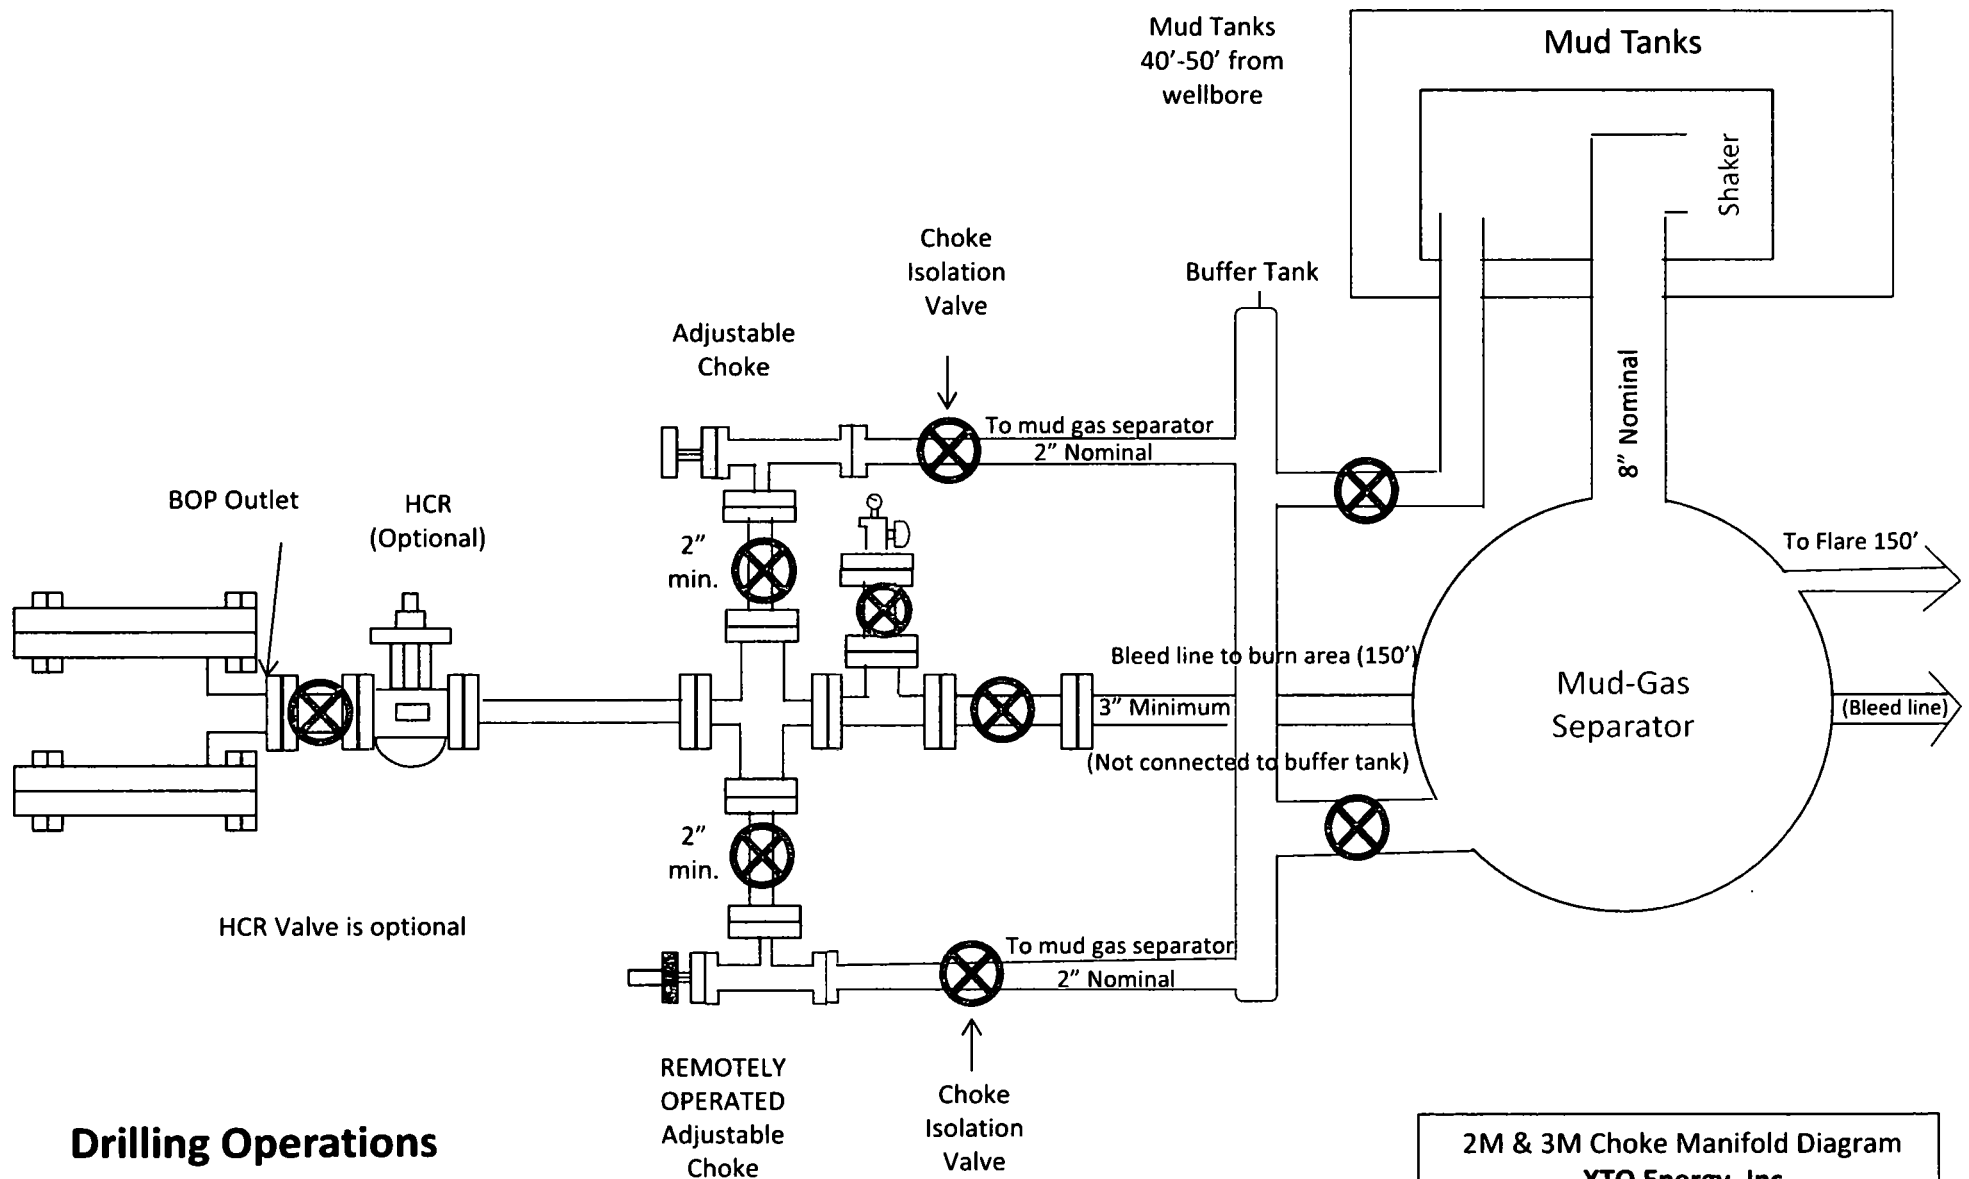 Mud Tanks
40'-50' from
wellbore
Mud Tanks
Shaker
Choke
Isolation
Valve
Buffer Tank
Adjustable
Choke
8" Nominal
To mud gas separator
2" Nominal
BOP Outlet
HCR
(Optional)
2"
min.
To Flare 150'
Bleed line to burn area (150')
3" Minimum
(Not connected to buffer tank)
Mud-Gas
Separator
(Bleed line)
2"
min.
HCR Valve is optional
To mud gas separator
2" Nominal
REMOTELY
OPERATED
Adjustable
Choke
Choke
Isolation
Valve
Drilling Operations
2M & 3M Choke Manifold Diagram
XTO Energy, Inc.